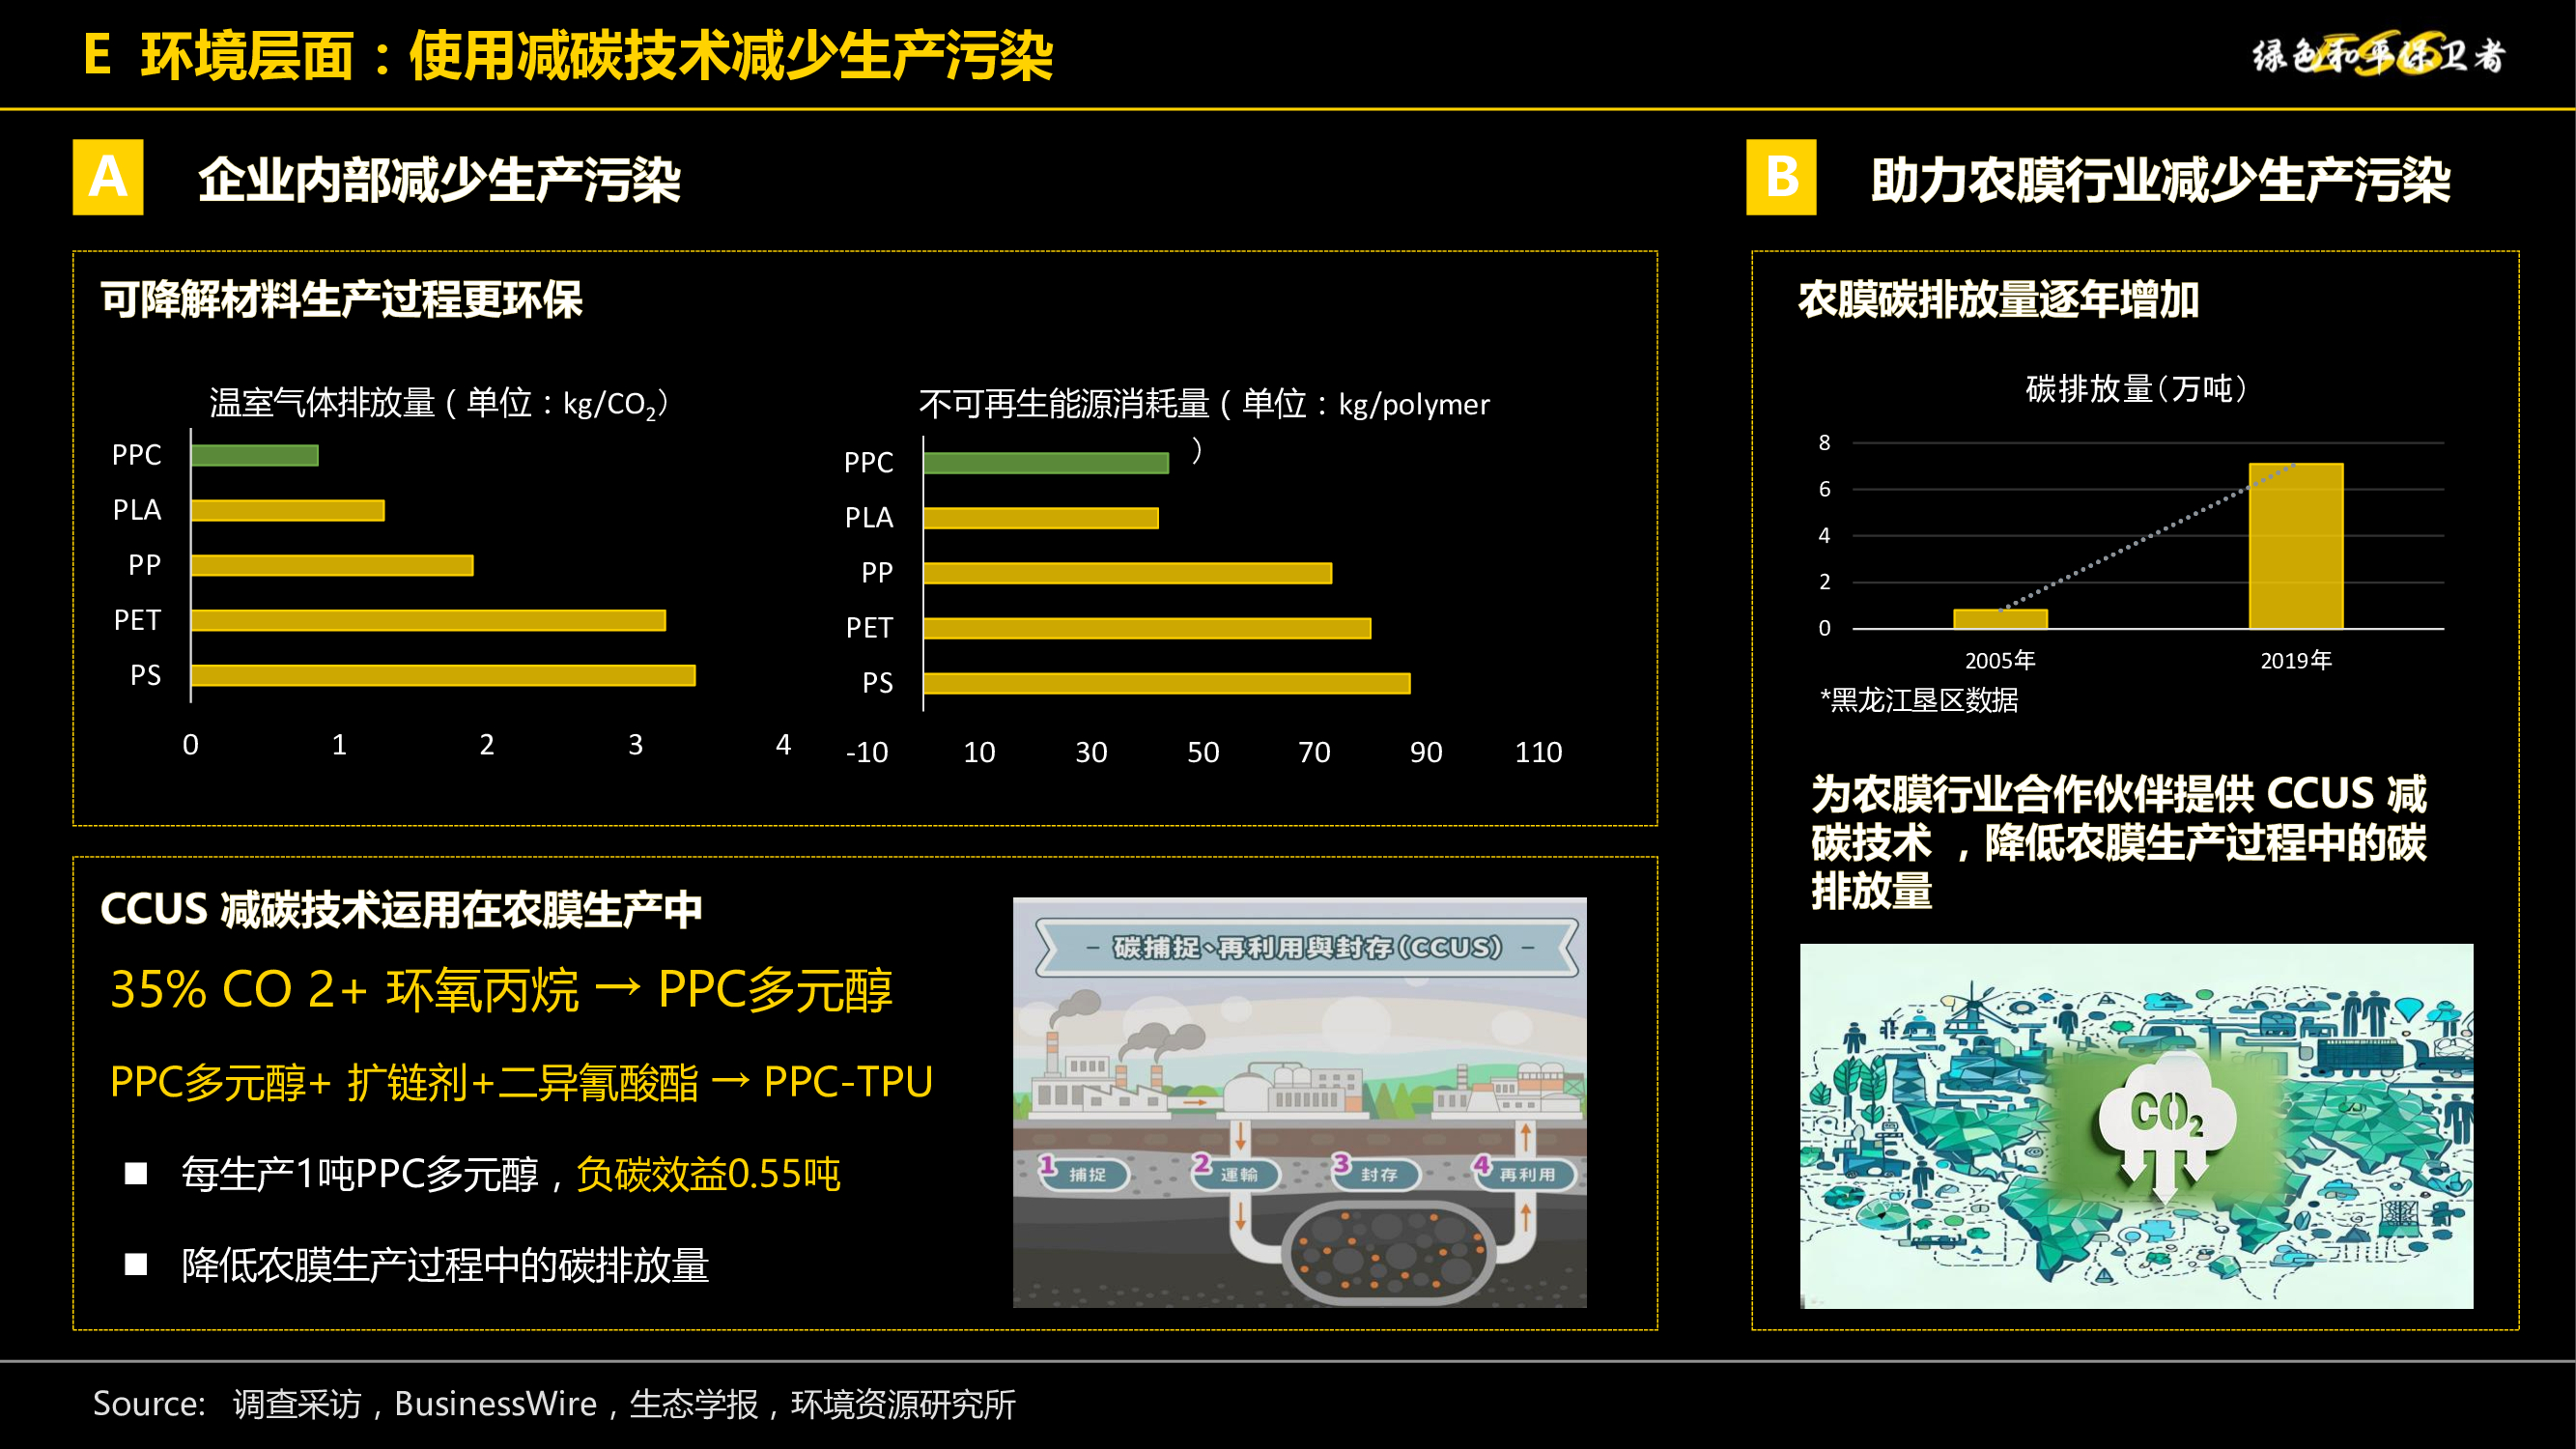 E 环境层面：使用减碳技术减少生产污染
绿色和平保卫者
ESG
A 企业内部减少生产污染
可降解材料生产过程更环保
温室气体排放量（单位：kg/CO₂）
PPC
PLA
PP
PET
PS
0 1 2 3 4
不可再生能源消耗量（单位：kg/polymer
）
PPC
PLA
PP
PET
PS
-10 10 30 50 70 90 110
CCUS 减碳技术运用在农膜生产中
35% CO 2+ 环氧丙烷 → PPC多元醇
PPC多元醇+ 扩链剂+二异氰酸酯 → PPC-TPU
■ 每生产1吨PPC多元醇，负碳效益0.55吨
■ 降低农膜生产过程中的碳排放量
- 碳捕捉、再利用與封存(CCUS) -
1 捕捉
2 運輸
3 封存
4 再利用
B 助力农膜行业减少生产污染
农膜碳排放量逐年增加
碳排放量(万吨)
8
6
4
2
0
2005年 2019年
*黑龙江垦区数据
为农膜行业合作伙伴提供 CCUS 减
碳技术 ，降低农膜生产过程中的碳
排放量
CO2
Source: 调查采访，BusinessWire，生态学报，环境资源研究所